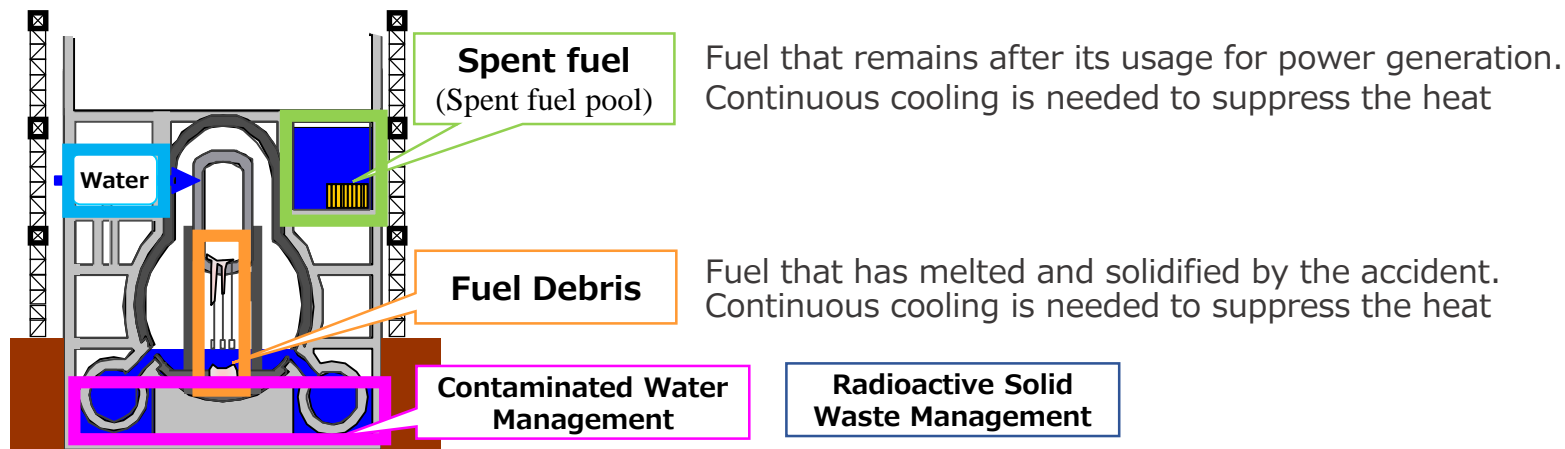 Spent fuel
(Spent fuel pool)
Fuel that remains after its usage for power generation.
Continuous cooling is needed to suppress the heat
Water
Fuel Debris
Fuel that has melted and solidified by the accident.
Continuous cooling is needed to suppress the heat
Contaminated Water
Management
Radioactive Solid
Waste Management